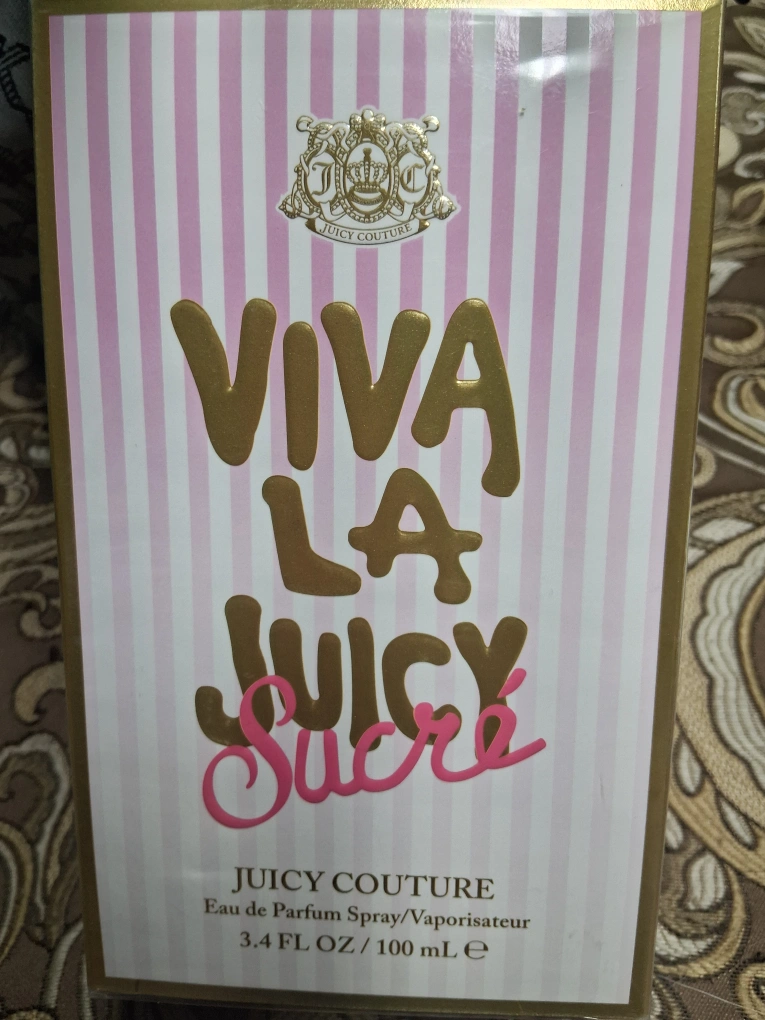 J C
JUICY COUTURE
VIVA
LA
JUICY
Sucré
JUICY COUTURE
Eau de Parfum Spray/Vaporisateur
3.4 FL OZ / 100 mL ℮